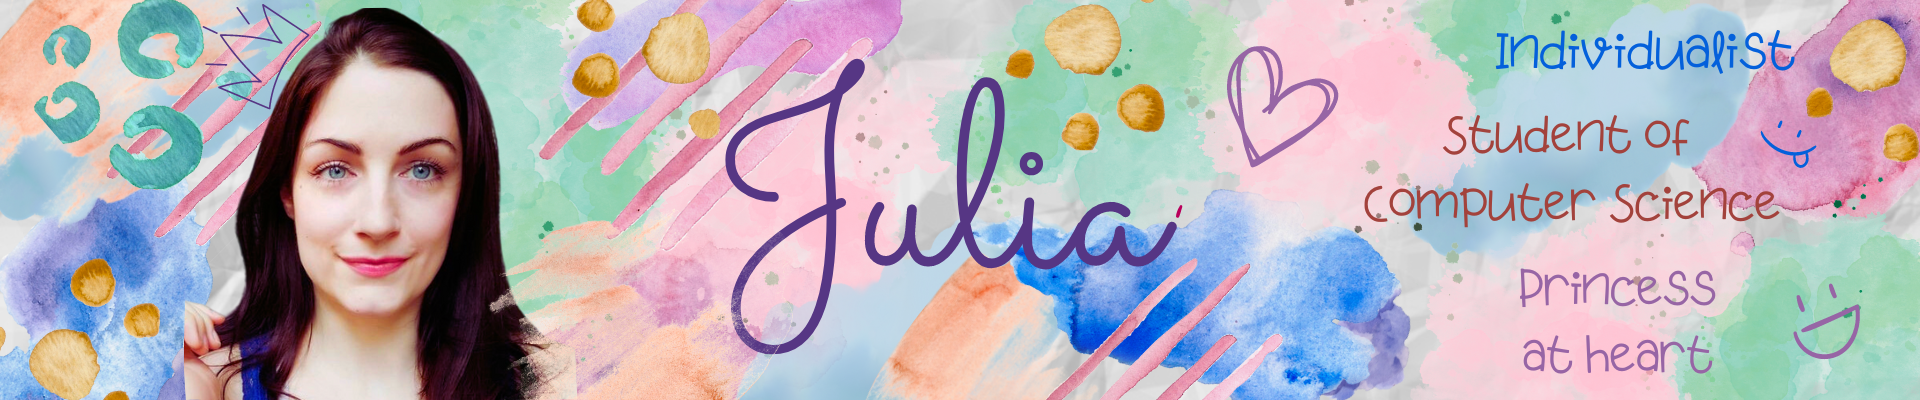 Julia
Individualist
Student of
Computer Science
Princess
at heart